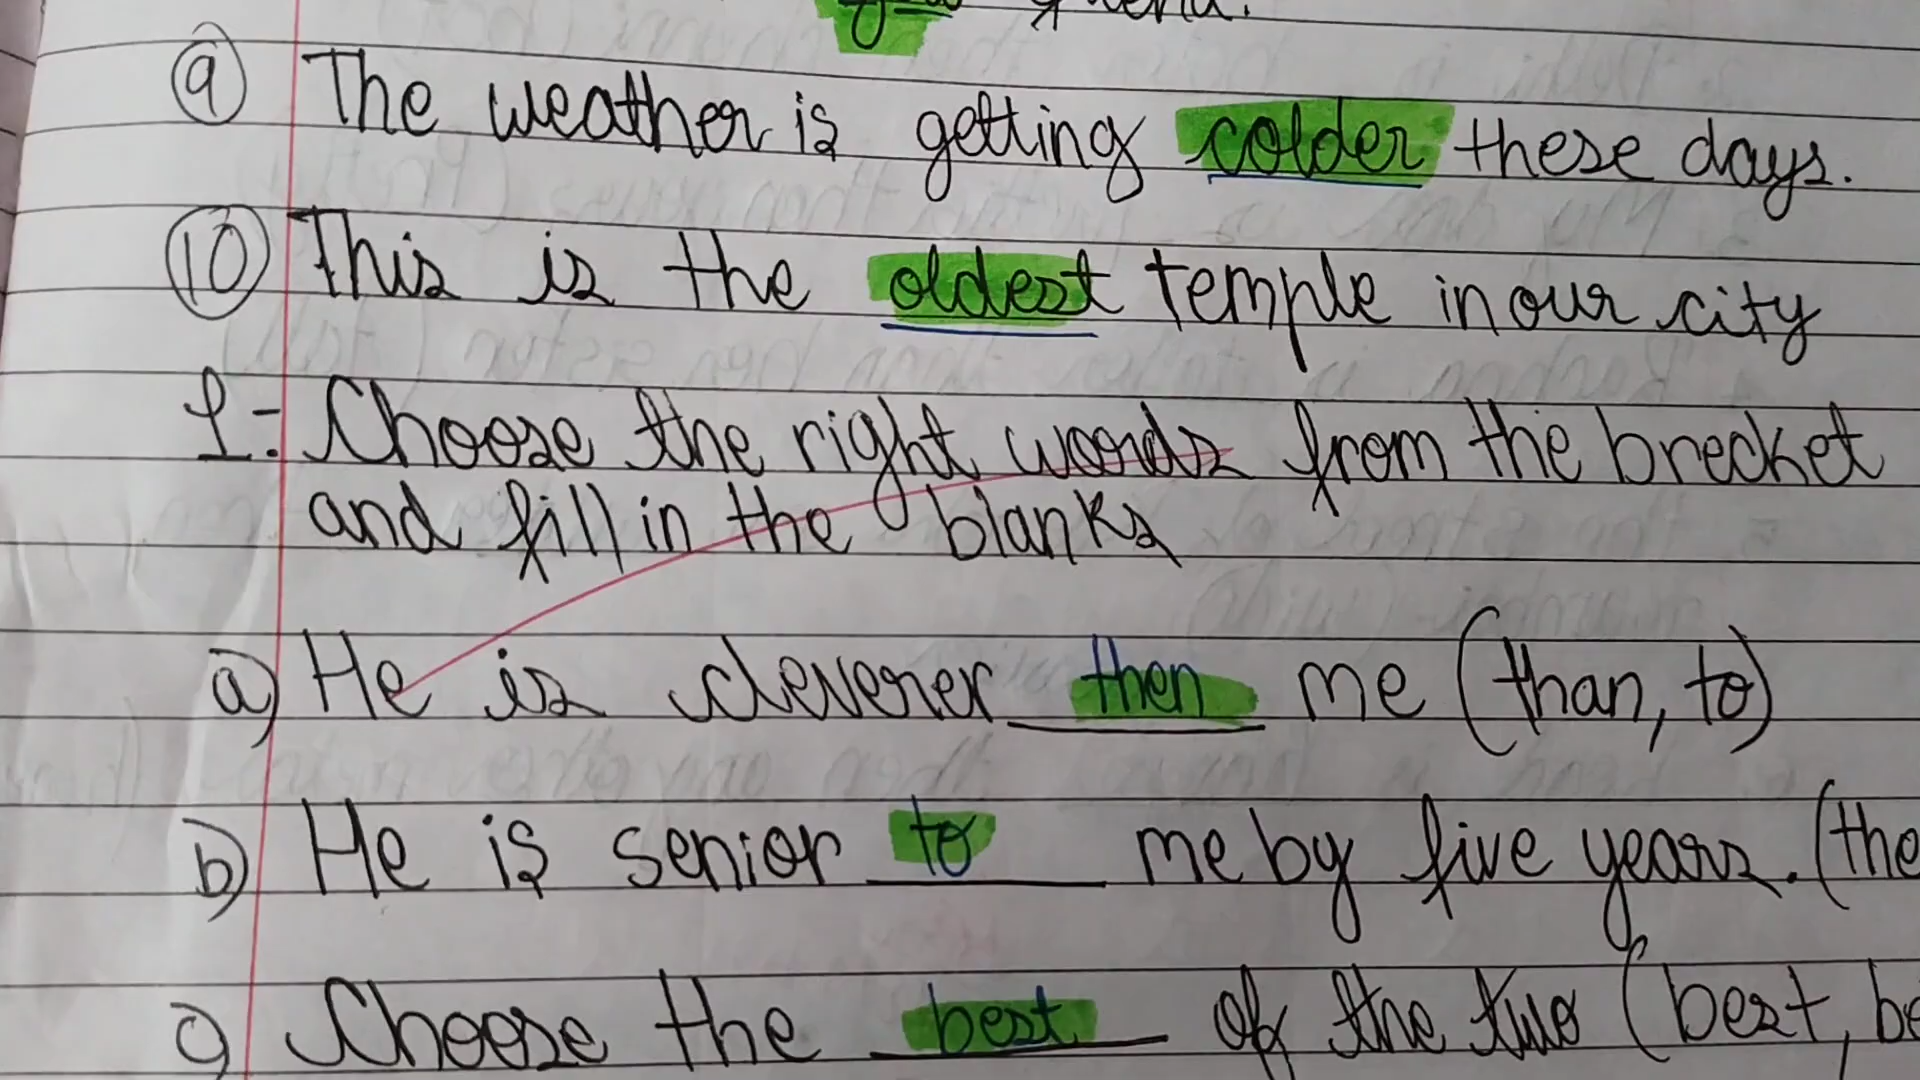 9 The weather is getting colder these days.
10 This is the oldest temple in our city
1:- Choose the right words from the brecket
and fill in the blanks
a) He is cleverer then me (than, to)
b) He is senior to me by five years. (the
c) Choose the best of the two (best, be